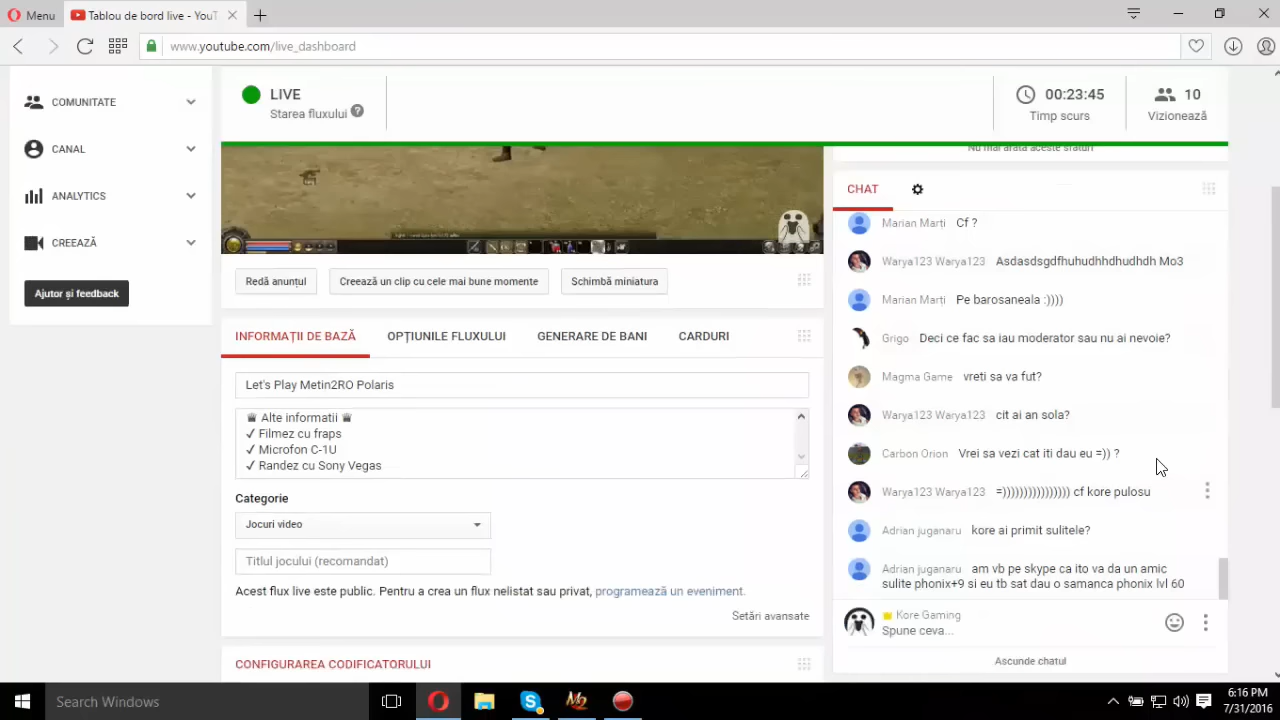 Menu
Tablou de bord live - YouT
www.youtube.com/live_dashboard
COMUNITATE
CANAL
ANALYTICS
CREEAZĂ
Ajutor și feedback
LIVE
Starea fluxului
00:23:45
Timp scurs
10
Vizionează
Redă anunțul
Creează un clip cu cele mai bune momente
Schimbă miniatura
INFORMAȚII DE BAZĂ
OPȚIUNILE FLUXULUI
GENERARE DE BANI
CARDURI
Let's Play Metin2RO Polaris
♛ Alte informatii ♛
✓ Filmez cu fraps
✓ Microfon C-1U
✓ Randez cu Sony Vegas
Categorie
Jocuri video
Titlul jocului (recomandat)
Acest flux live este public. Pentru a crea un flux nelistat sau privat, programează un eveniment.
Setări avansate
CONFIGURAREA CODIFICATORULUI
Nu mai arăta aceste sfaturi
CHAT
Marian Marți Cf ?
Warya123 Warya123 Asdasdsgdfhuhudhhdhudhdh Mo3
Marian Marți Pe barosaneala :))))
Grigo Deci ce fac sa iau moderator sau nu ai nevoie?
Magma Game vreti sa va fut?
Warya123 Warya123 cit ai an sola?
Carbon Orion Vrei sa vezi cat iti dau eu =)) ?
Warya123 Warya123 =)))))))))))))))) cf kore pulosu
Adrian juganaru kore ai primit sulitele?
Adrian juganaru am vb pe skype ca ito va da un amic
sulite phonix+9 si eu tb sat dau o samanca phonix lvl 60
Kore Gaming
Spune ceva...
Ascunde chatul
Search Windows
6:16 PM
7/31/2016